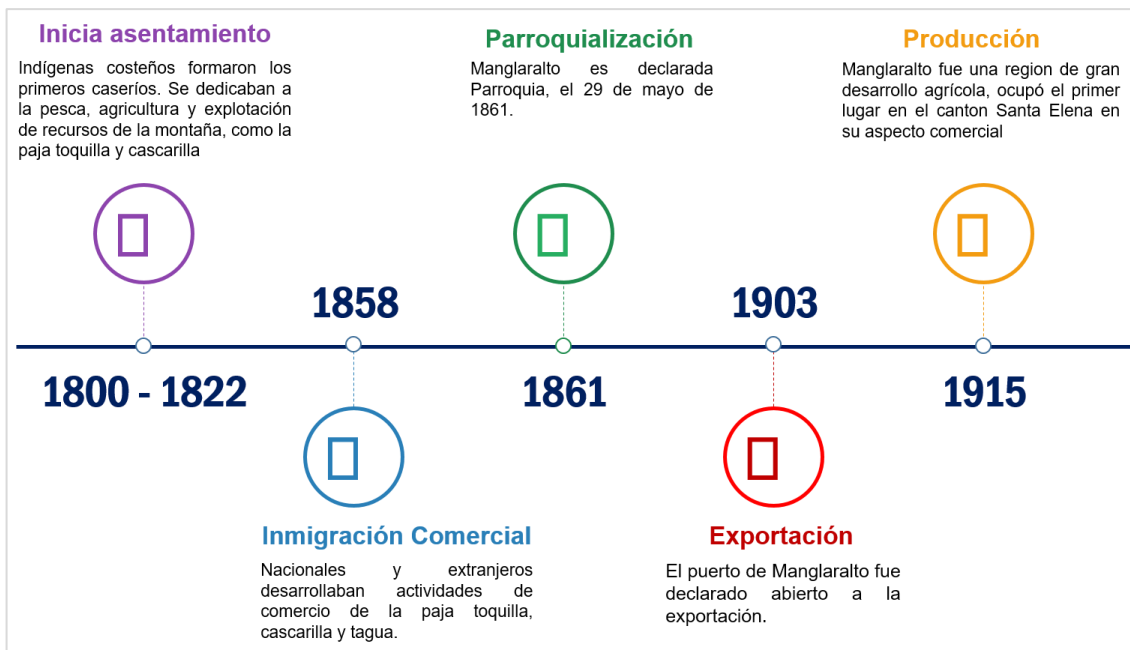 Inicia asentamiento
Indígenas costeños formaron los
primeros caseríos. Se dedicaban a
la pesca, agricultura y explotación
de recursos de la montaña, como la
paja toquilla y cascarilla
Parroquialización
Manglaralto es declarada
Parroquia, el 29 de mayo de
1861.
Producción
Manglaralto fue una region de gran
desarrollo agrícola, ocupó el primer
lugar en el canton Santa Elena en
su aspecto comercial
1858
1903
1800 - 1822
1861
1915
Inmigración Comercial
Nacionales y extranjeros
desarrollaban actividades de
comercio de la paja toquilla,
cascarilla y tagua.
Exportación
El puerto de Manglaralto fue
declarado abierto a la
exportación.